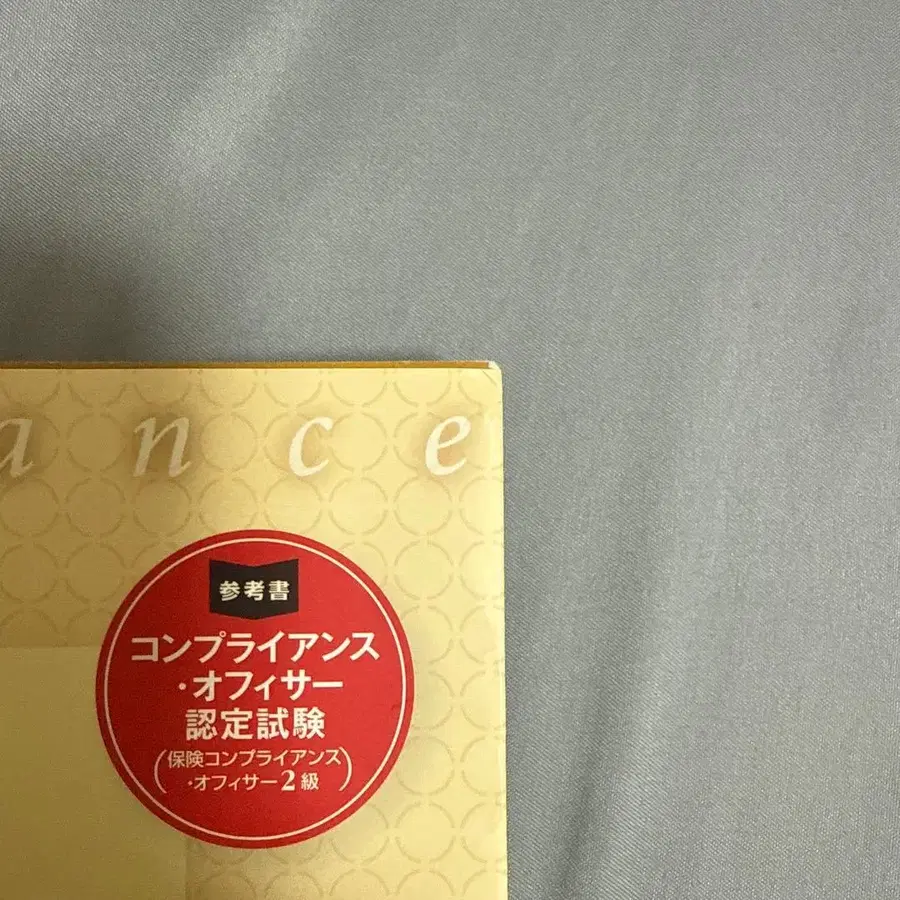 ance
参考書
コンプライアンス
・オフィサー
認定試験
(保険コンプライアンス
・オフィサー2級)